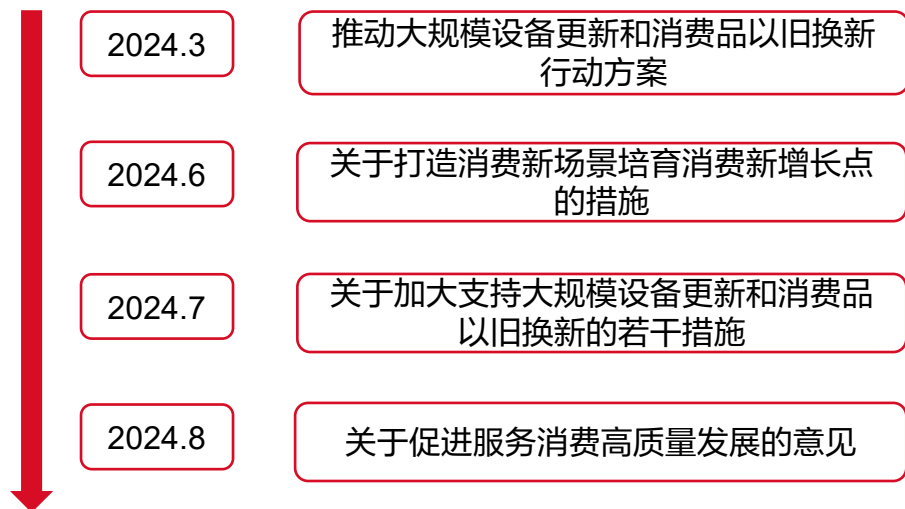 2024.3
推动大规模设备更新和消费品以旧换新
行动方案
2024.6
关于打造消费新场景培育消费新增长点
的措施
2024.7
关于加大支持大规模设备更新和消费品
以旧换新的若干措施
2024.8
关于促进服务消费高质量发展的意见